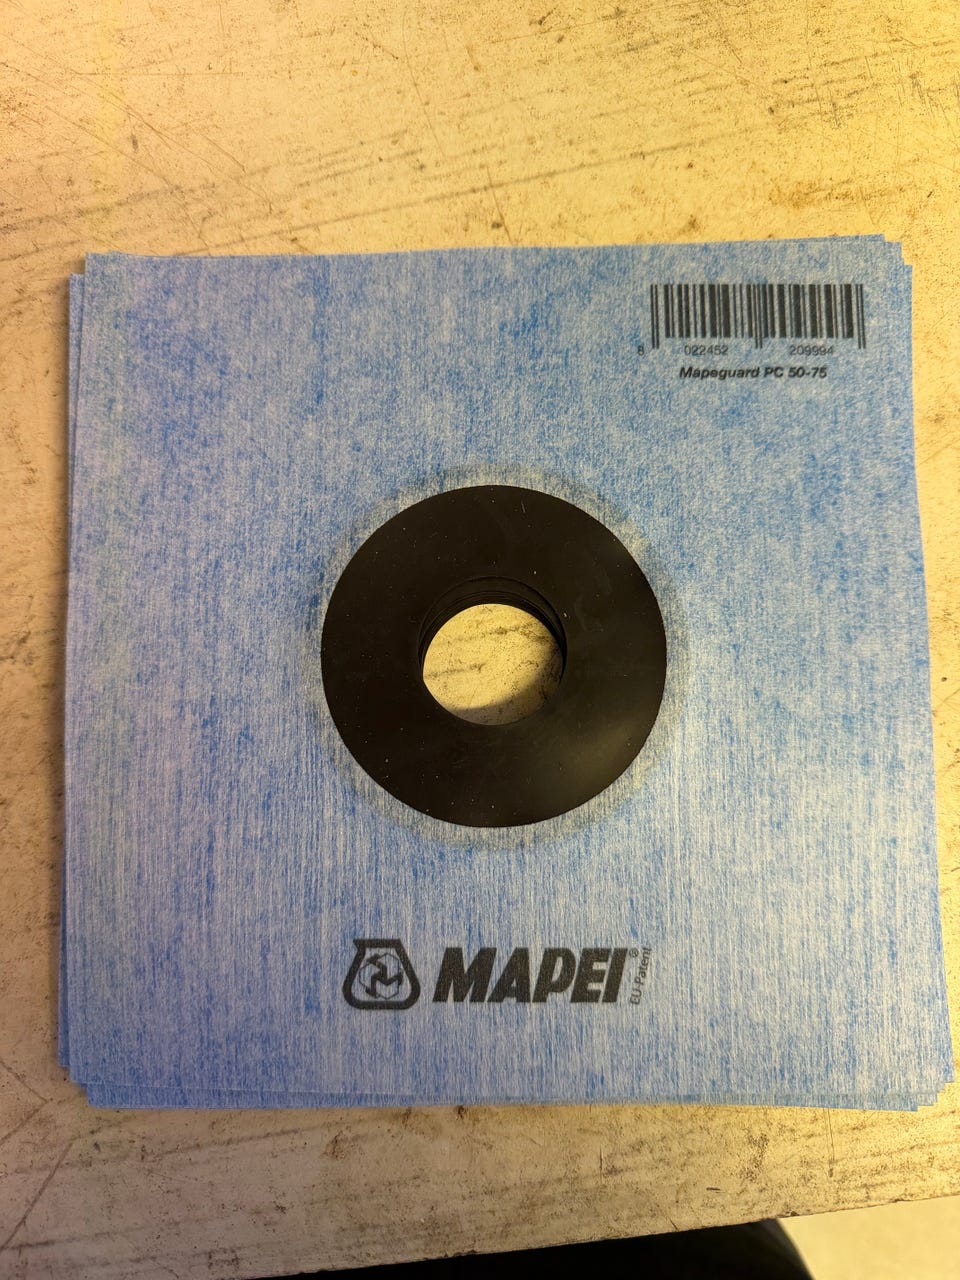 8 022452 209994
Mapeguard PC 50-75
MAPEI®
EU-Patent